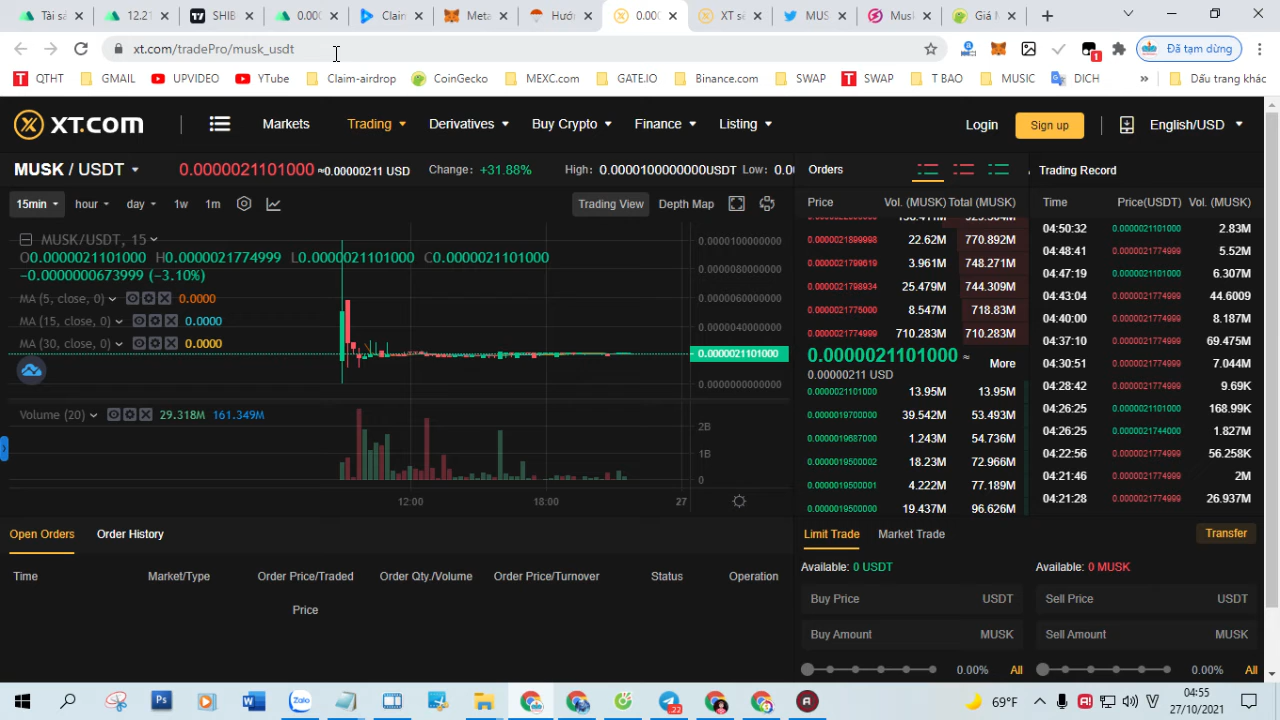 Tài sả
12.21
SHIB
0.000
Claim
Meta
Hướ
0.000
XT sẽ
MUS
Musk
Giá M
xt.com/tradePro/musk_usdt
1
Đã tạm dừng
QTHT
GMAIL
UPVIDEO
YTube
Claim-airdrop
CoinGecko
MEXC.com
GATE.IO
Binance.com
SWAP
SWAP
T BAO
MUSIC
DICH
»
Dấu trang khác
XT.COM
Markets
Trading
Derivatives
Buy Crypto
Finance
Listing
Login
Sign up
English/USD
MUSK / USDT
0.0000021101000 ≈0.00000211 USD
Change: +31.88%
High: 0.0000100000000USDT Low: 0.0
15min
hour
day
1w
1m
Trading View
Depth Map
MUSK/USDT, 15
O0.0000021101000 H0.0000021774999 L0.0000021101000 C0.0000021101000
−0.0000000673999 (−3.10%)
MA (5, close, 0) 0.0000
MA (15, close, 0) 0.0000
MA (30, close, 0) 0.0000
0.0000100000000
0.0000080000000
0.0000060000000
0.0000040000000
0.0000021101000
0.0000000000000
Volume (20) 29.318M 161.349M
2B
1B
0
12:00
18:00
27
Orders
Price Vol. (MUSK) Total (MUSK)
0.0000021899998 22.62M 770.892M
0.0000021799619 3.961M 748.271M
0.0000021798934 25.479M 744.309M
0.0000021775000 8.547M 718.83M
0.0000021774999 710.283M 710.283M
0.0000021101000 ≈
0.00000211 USD
More
0.0000021101000 13.95M 13.95M
0.0000019700000 39.542M 53.493M
0.0000019687000 1.243M 54.736M
0.0000019500002 18.23M 72.966M
0.0000019500001 4.222M 77.189M
0.0000019500000 19.437M 96.626M
Trading Record
Time Price(USDT) Vol. (MUSK)
04:50:32 0.0000021101000 2.83M
04:48:41 0.0000021774999 5.52M
04:47:19 0.0000021101000 6.307M
04:43:04 0.0000021774999 44.6009
04:40:00 0.0000021774999 8.187M
04:37:10 0.0000021774999 69.475M
04:30:51 0.0000021774999 7.044M
04:28:42 0.0000021774999 9.69K
04:26:25 0.0000021101000 168.99K
04:26:25 0.0000021744000 1.827M
04:22:56 0.0000021774999 56.258K
04:21:46 0.0000021774999 2M
04:21:28 0.0000021774999 26.937M
Open Orders
Order History
Time
Market/Type
Order Price/Traded
Price
Order Qty./Volume
Order Price/Turnover
Status
Operation
Limit Trade
Market Trade
Transfer
Available: 0 USDT
Available: 0 MUSK
Buy Price USDT
Sell Price USDT
Buy Amount MUSK
Sell Amount MUSK
0.00% All
0.00% All
Ps
Zalo
22
69°F
V
04:55
27/10/2021